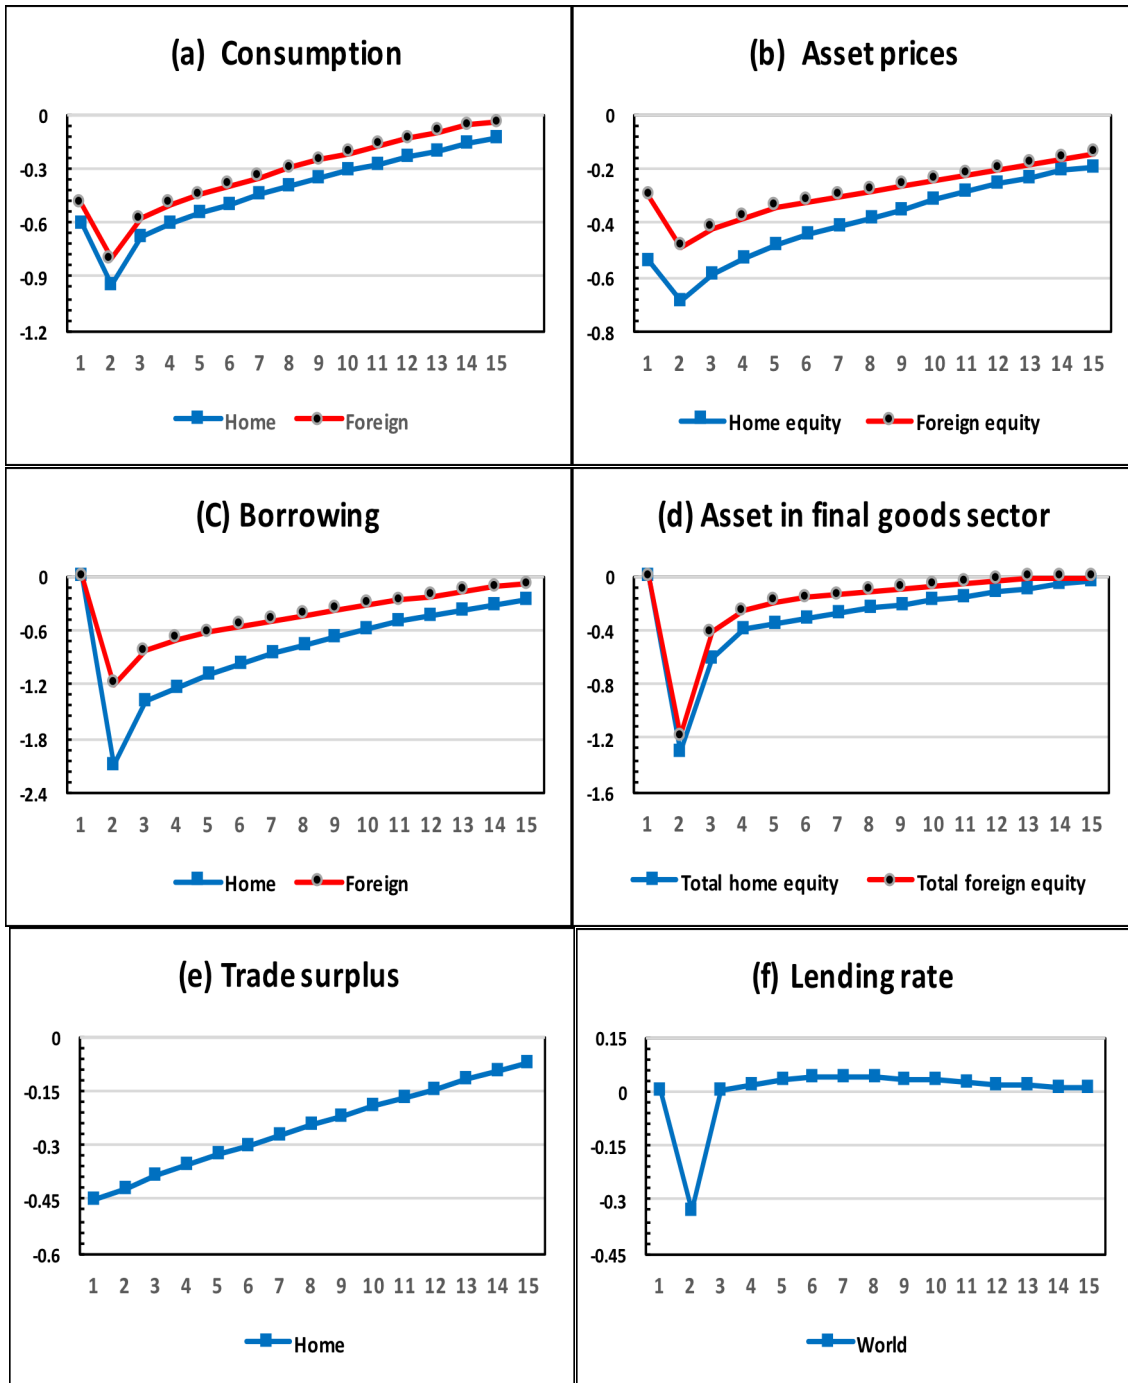 (a) Consumption
0
-0.3
-0.6
-0.9
-1.2
1 2 3 4 5 6 7 8 9 10 11 12 13 14 15
Home Foreign
(b) Asset prices
0
-0.2
-0.4
-0.6
-0.8
1 2 3 4 5 6 7 8 9 10 11 12 13 14 15
Home equity Foreign equity
(C) Borrowing
0
-0.6
-1.2
-1.8
-2.4
1 2 3 4 5 6 7 8 9 10 11 12 13 14 15
Home Foreign
(d) Asset in final goods sector
0
-0.4
-0.8
-1.2
-1.6
1 2 3 4 5 6 7 8 9 10 11 12 13 14 15
Total home equity Total foreign equity
(e) Trade surplus
0
-0.15
-0.3
-0.45
-0.6
1 2 3 4 5 6 7 8 9 10 11 12 13 14 15
Home
(f) Lending rate
0.15
0
-0.15
-0.3
-0.45
1 2 3 4 5 6 7 8 9 10 11 12 13 14 15
World